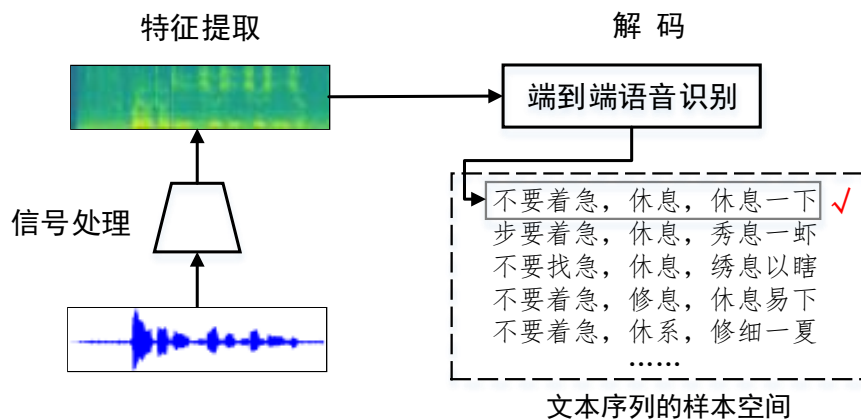 特征提取
解 码
端到端语音识别
信号处理
不要着急，休息，休息一下
步要着急，休息，秀息一虾
不要找急，休息，绣息以瞎
不要着急，修息，休息易下
不要着急，休系，修细一夏
……
文本序列的样本空间